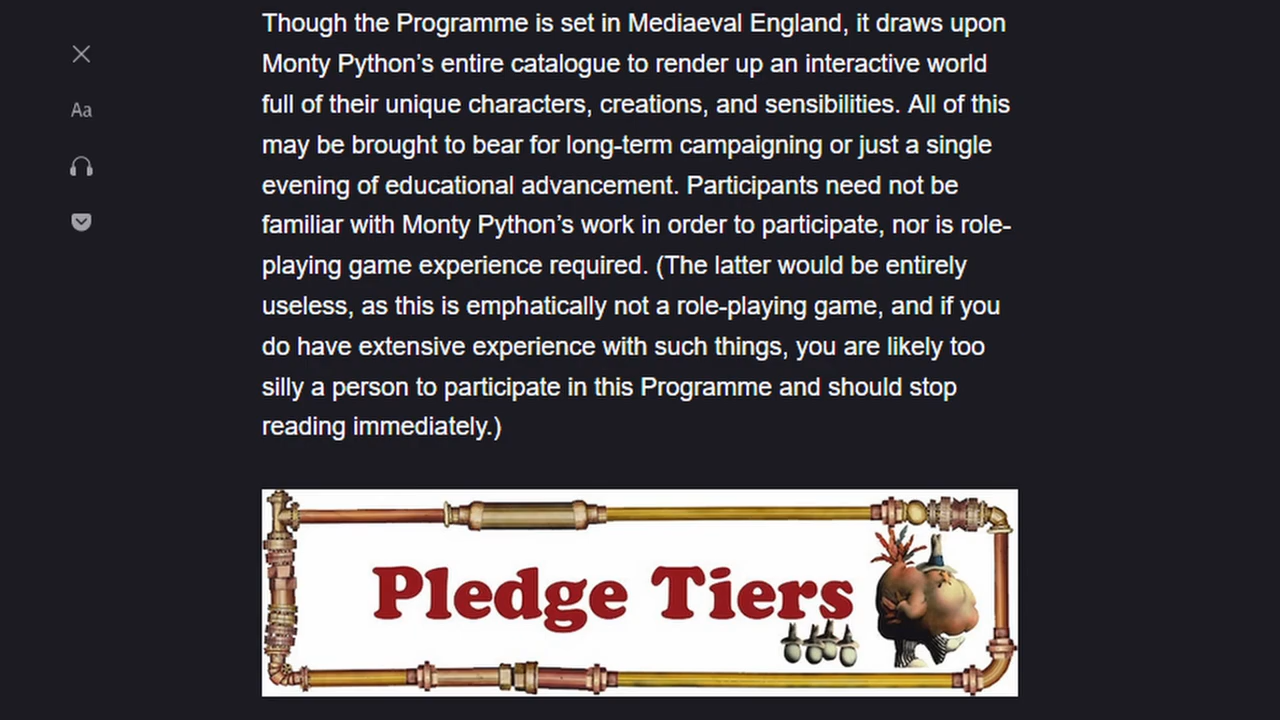 Though the Programme is set in Mediaeval England, it draws upon
Monty Python’s entire catalogue to render up an interactive world
full of their unique characters, creations, and sensibilities. All of this
may be brought to bear for long-term campaigning or just a single
evening of educational advancement. Participants need not be
familiar with Monty Python’s work in order to participate, nor is role-
playing game experience required. (The latter would be entirely
useless, as this is emphatically not a role-playing game, and if you
do have extensive experience with such things, you are likely too
silly a person to participate in this Programme and should stop
reading immediately.)
Aa
Pledge Tiers